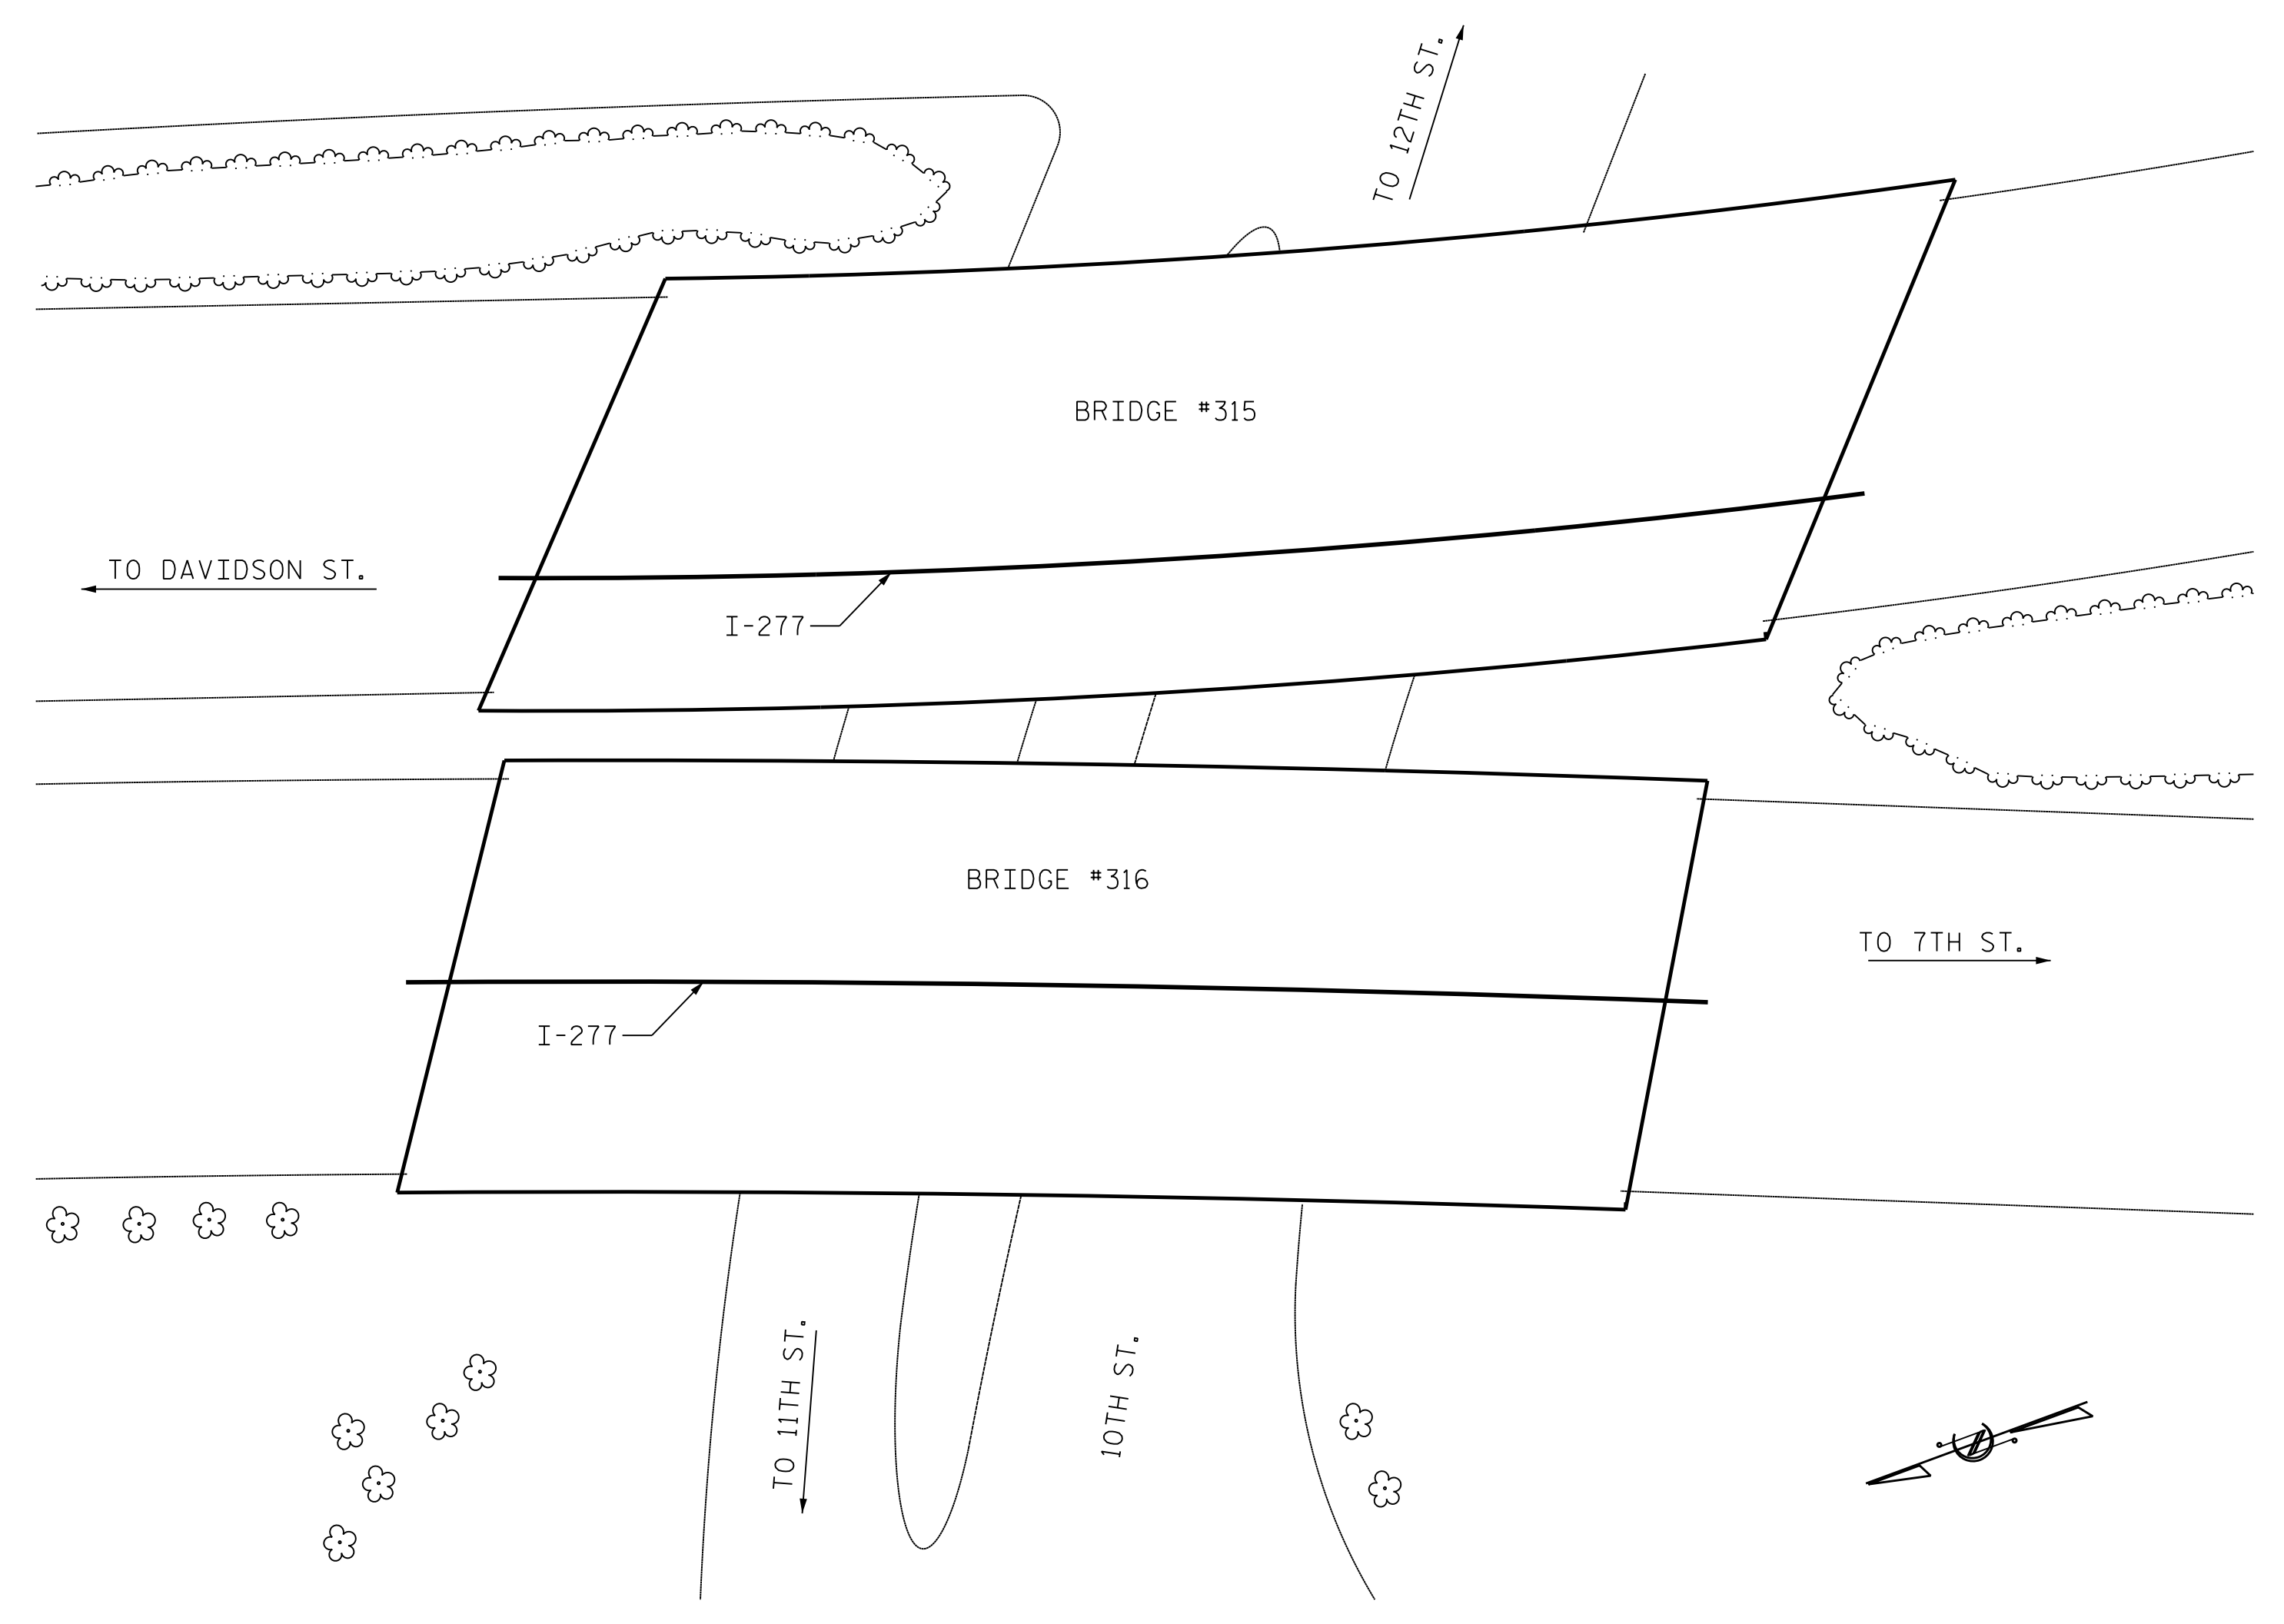 TO 12TH ST.
BRIDGE #315
TO DAVIDSON ST.
I-277
BRIDGE #316
TO 7TH ST.
I-277
TO 11TH ST.
10TH ST.